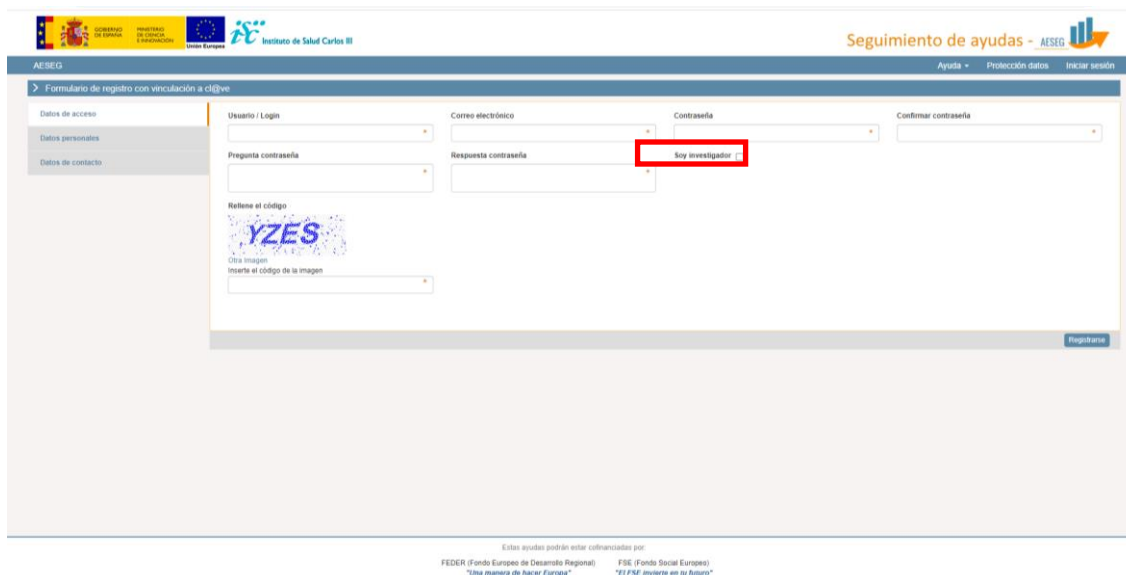 GOBIERNO DE ESPAÑA
MINISTERIO DE CIENCIA E INNOVACIÓN
Unión Europea
isc Instituto de Salud Carlos III
Seguimiento de ayudas - AESEG
AESEG
Ayuda
Protección datos
Iniciar sesión
Formulario de registro con vinculación a cl@ve
Datos de acceso
Datos personales
Datos de contacto
Usuario / Login
Correo electrónico
Contraseña
Confirmar contraseña
*
*
*
*
Pregunta contraseña
Respuesta contraseña
Soy investigador
*
*
Rellene el código
YZES
Otra imagen
Inserte el código de la imagen
*
Registrarse
Estas ayudas podrán estar cofinanciadas por:
FEDER (Fondo Europeo de Desarrollo Regional)
FSE (Fondo Social Europeo)
"Una manera de hacer Europa"
"El FSE invierte en tu futuro"